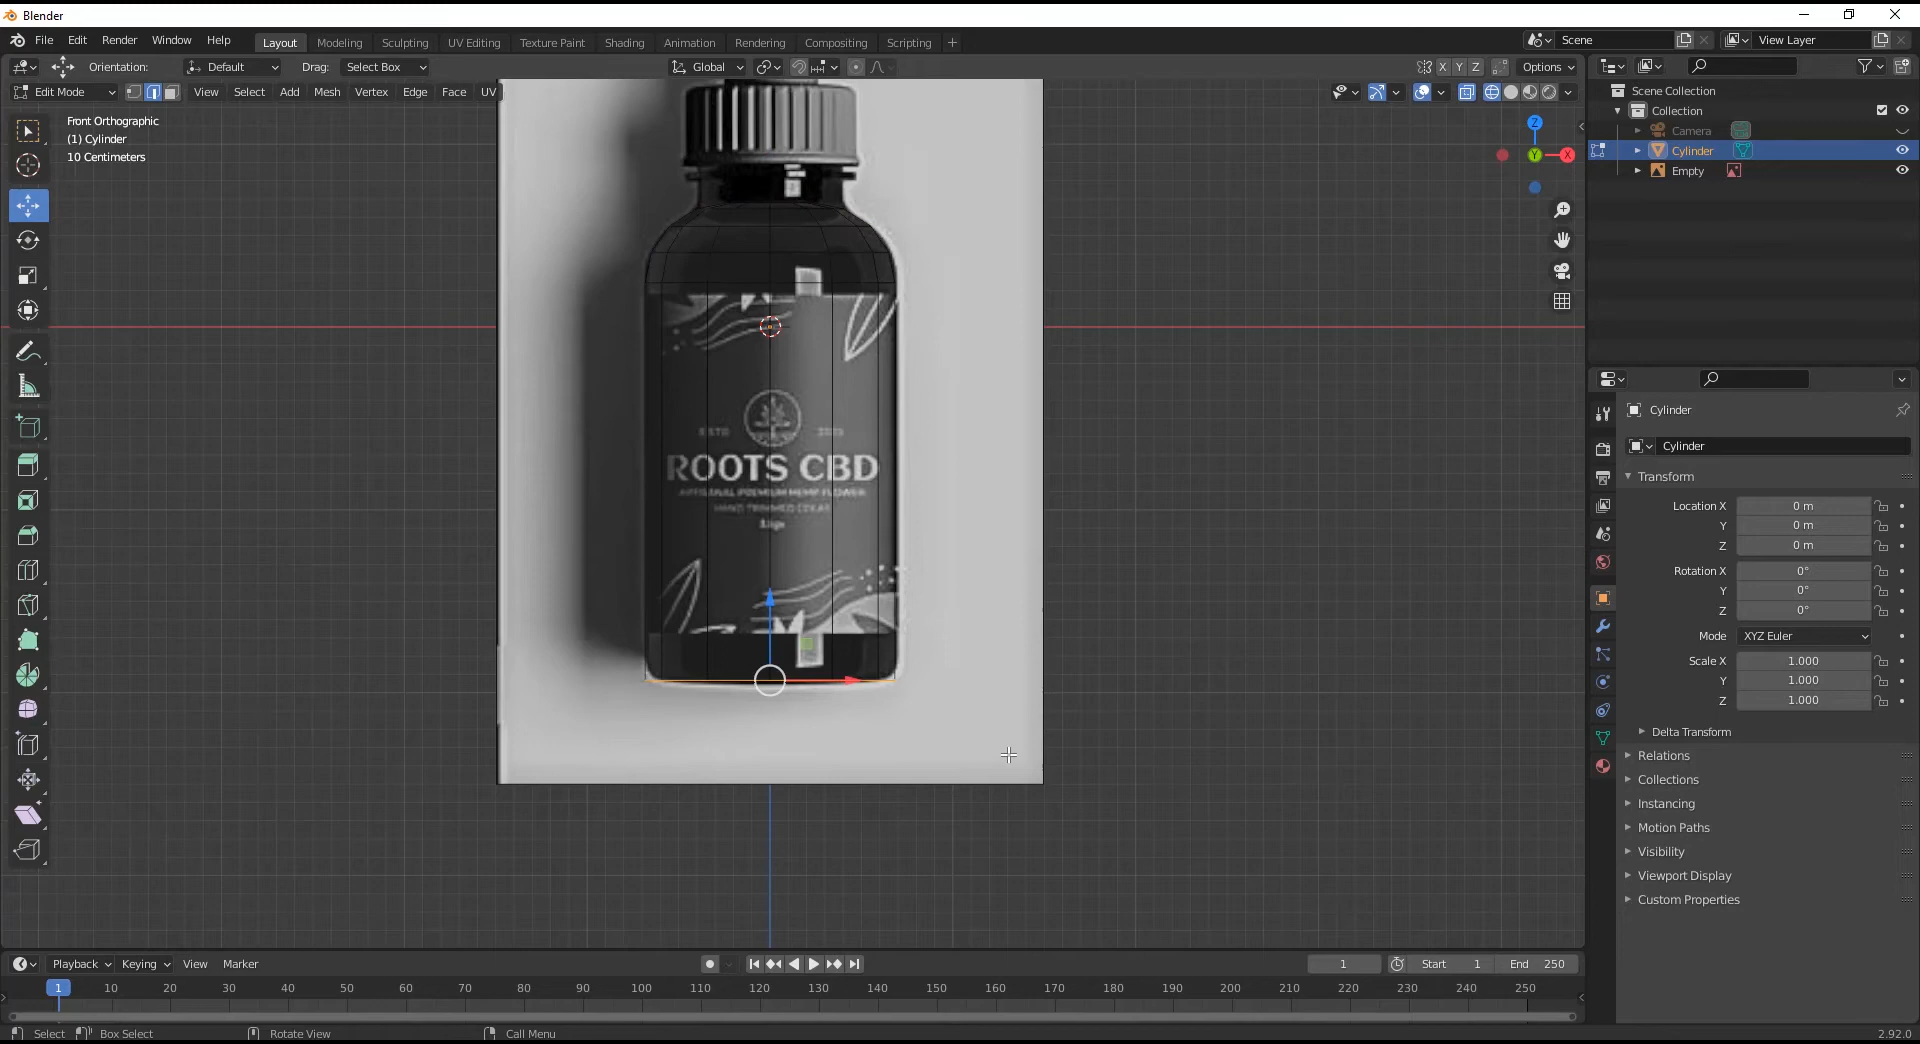 Blender
File Edit Render Window Help
Layout Modeling Sculpting UV Editing Texture Paint Shading Animation Rendering Compositing Scripting +
Scene
View Layer
Orientation: Default Drag: Select Box
Global
X Y Z Options
Edit Mode View Select Add Mesh Vertex Edge Face UV
Front Orthographic
(1) Cylinder
10 Centimeters
Z
Y X
Scene Collection
Collection
Camera
Cylinder
Empty
ROOTS CBD
Cylinder
Cylinder
Transform
Location X 0 m
Y 0 m
Z 0 m
Rotation X 0°
Y 0°
Z 0°
Mode XYZ Euler
Scale X 1.000
Y 1.000
Z 1.000
Delta Transform
Relations
Collections
Instancing
Motion Paths
Visibility
Viewport Display
Custom Properties
Playback Keying View Marker
1 Start 1 End 250
1 10 20 30 40 50 60 70 80 90 100 110 120 130 140 150 160 170 180 190 200 210 220 230 240 250
Select Box Select Rotate View Call Menu
2.92.0